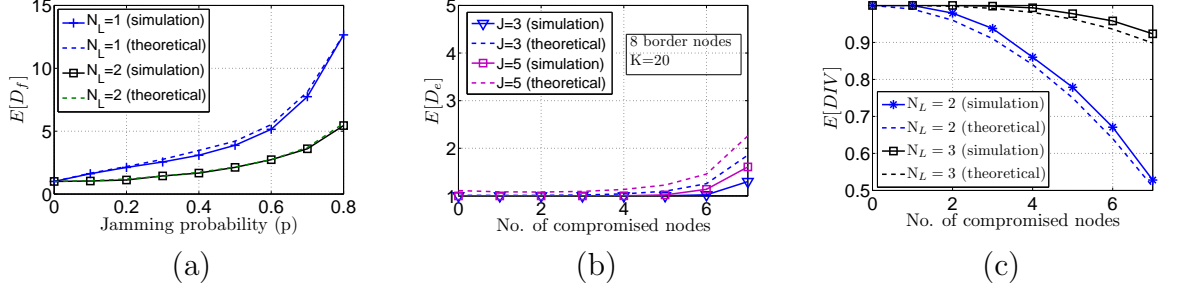 15
10
5
0
E[D_f]
N_L=1 (simulation)
N_L=1 (theoretical)
N_L=2 (simulation)
N_L=2 (theoretical)
0 0.2 0.4 0.6 0.8
Jamming probability (p)
(a)
5
4
3
2
1
E[D_e]
J=3 (simulation)
J=3 (theoretical)
J=5 (simulation)
J=5 (theoretical)
8 border nodes
K=20
0 2 4 6
No. of compromised nodes
(b)
0.9
0.8
0.7
0.6
0.5
E[DIV]
N_L = 2 (simulation)
N_L = 2 (theoretical)
N_L = 3 (simulation)
N_L = 3 (theoretical)
0 2 4 6
No. of compromised nodes
(c)